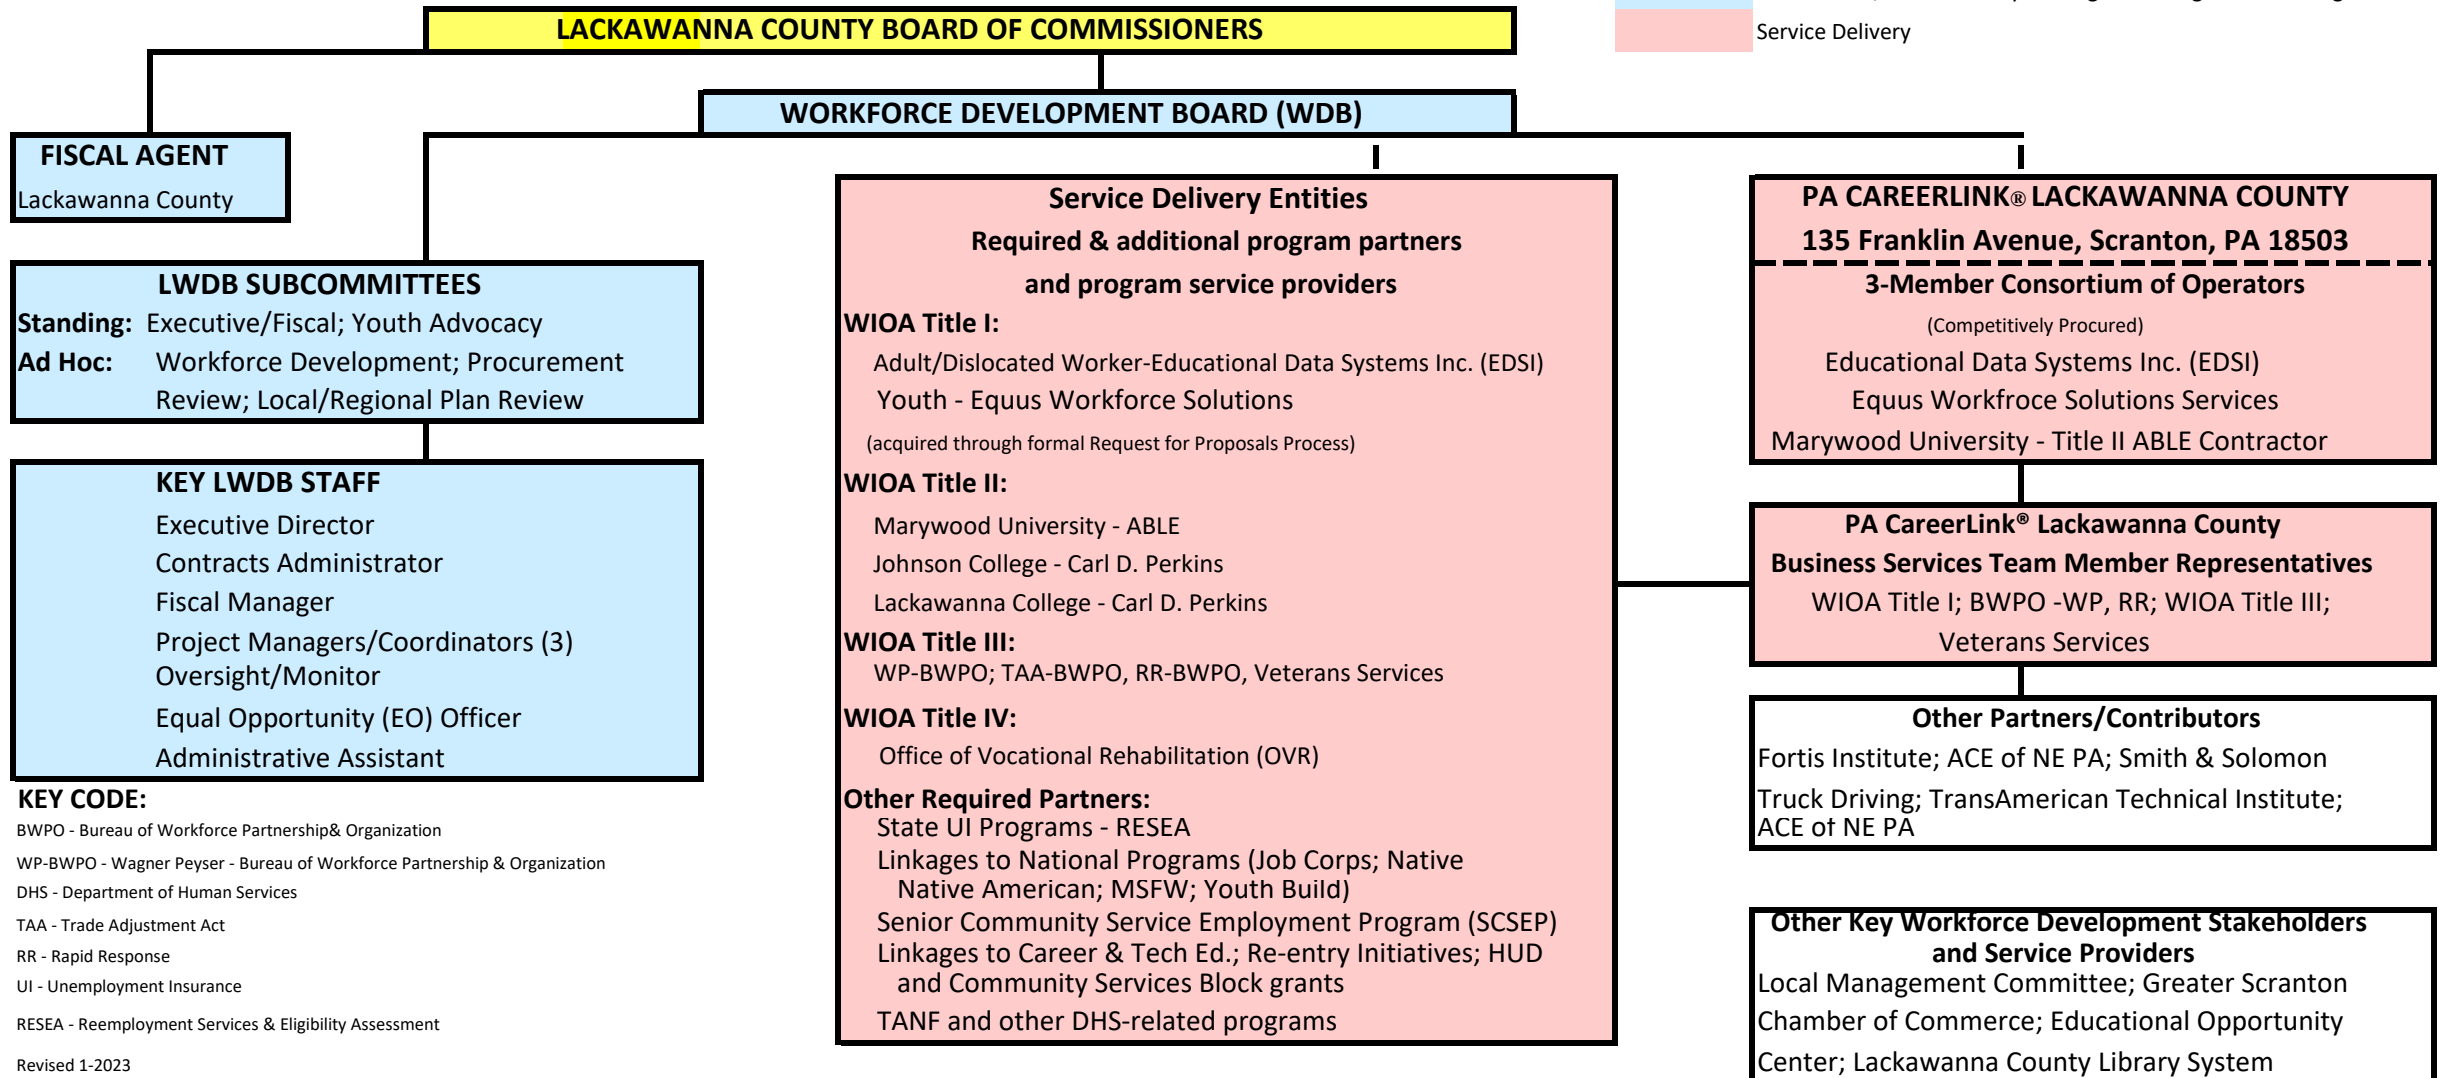 LACKAWANNA COUNTY BOARD OF COMMISSIONERS
Service Delivery
WORKFORCE DEVELOPMENT BOARD (WDB)
FISCAL AGENT
Lackawanna County
LWDB SUBCOMMITTEES
Standing: Executive/Fiscal; Youth Advocacy
Ad Hoc: Workforce Development; Procurement
Review; Local/Regional Plan Review
KEY LWDB STAFF
Executive Director
Contracts Administrator
Fiscal Manager
Project Managers/Coordinators (3)
Oversight/Monitor
Equal Opportunity (EO) Officer
Administrative Assistant
KEY CODE:
BWPO - Bureau of Workforce Partnership& Organization
WP-BWPO - Wagner Peyser - Bureau of Workforce Partnership & Organization
DHS - Department of Human Services
TAA - Trade Adjustment Act
RR - Rapid Response
UI - Unemployment Insurance
RESEA - Reemployment Services & Eligibility Assessment
Revised 1-2023
Service Delivery Entities
Required & additional program partners
and program service providers
WIOA Title I:
Adult/Dislocated Worker-Educational Data Systems Inc. (EDSI)
Youth - Equus Workforce Solutions
(acquired through formal Request for Proposals Process)
WIOA Title II:
Marywood University - ABLE
Johnson College - Carl D. Perkins
Lackawanna College - Carl D. Perkins
WIOA Title III:
WP-BWPO; TAA-BWPO, RR-BWPO, Veterans Services
WIOA Title IV:
Office of Vocational Rehabilitation (OVR)
Other Required Partners:
State UI Programs - RESEA
Linkages to National Programs (Job Corps; Native
Native American; MSFW; Youth Build)
Senior Community Service Employment Program (SCSEP)
Linkages to Career & Tech Ed.; Re-entry Initiatives; HUD
and Community Services Block grants
TANF and other DHS-related programs
PA CAREERLINK® LACKAWANNA COUNTY
135 Franklin Avenue, Scranton, PA 18503
3-Member Consortium of Operators
(Competitively Procured)
Educational Data Systems Inc. (EDSI)
Equus Workfroce Solutions Services
Marywood University - Title II ABLE Contractor
PA CareerLink® Lackawanna County
Business Services Team Member Representatives
WIOA Title I; BWPO -WP, RR; WIOA Title III;
Veterans Services
Other Partners/Contributors
Fortis Institute; ACE of NE PA; Smith & Solomon
Truck Driving; TransAmerican Technical Institute;
ACE of NE PA
Other Key Workforce Development Stakeholders
and Service Providers
Local Management Committee; Greater Scranton
Chamber of Commerce; Educational Opportunity
Center; Lackawanna County Library System